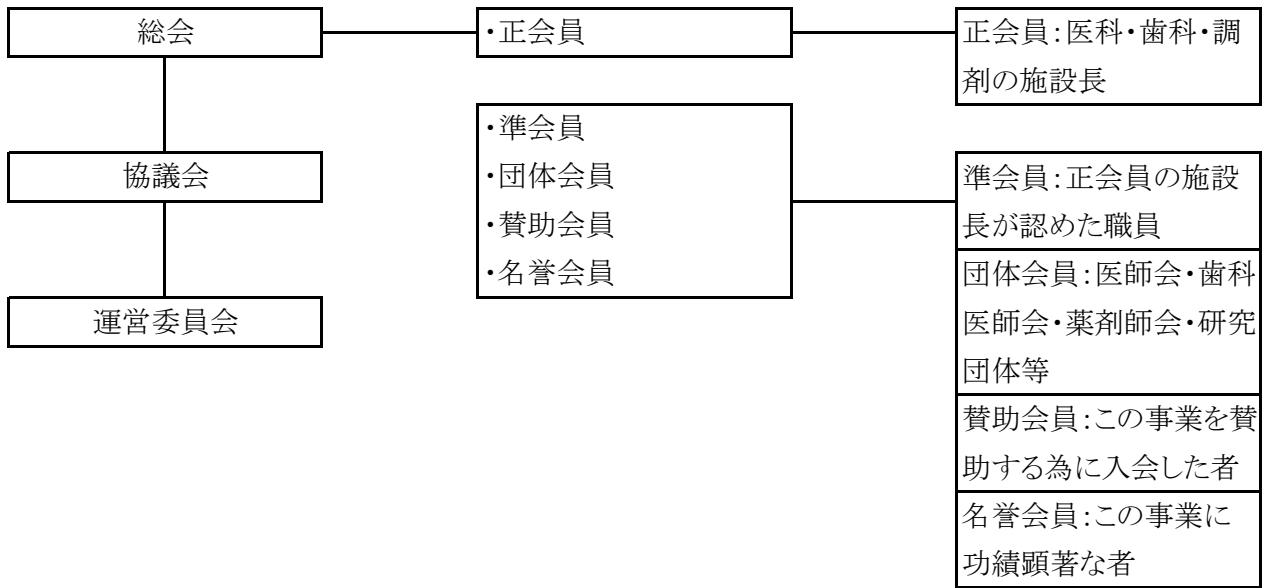 総会
・正会員
正会員：医科・歯科・調
剤の施設長
・準会員
・団体会員
・賛助会員
・名誉会員
協議会
準会員：正会員の施設
長が認めた職員
団体会員：医師会・歯科
医師会・薬剤師会・研究
団体等
運営委員会
賛助会員：この事業を賛
助する為に入会した者
名誉会員：この事業に
功績顕著な者